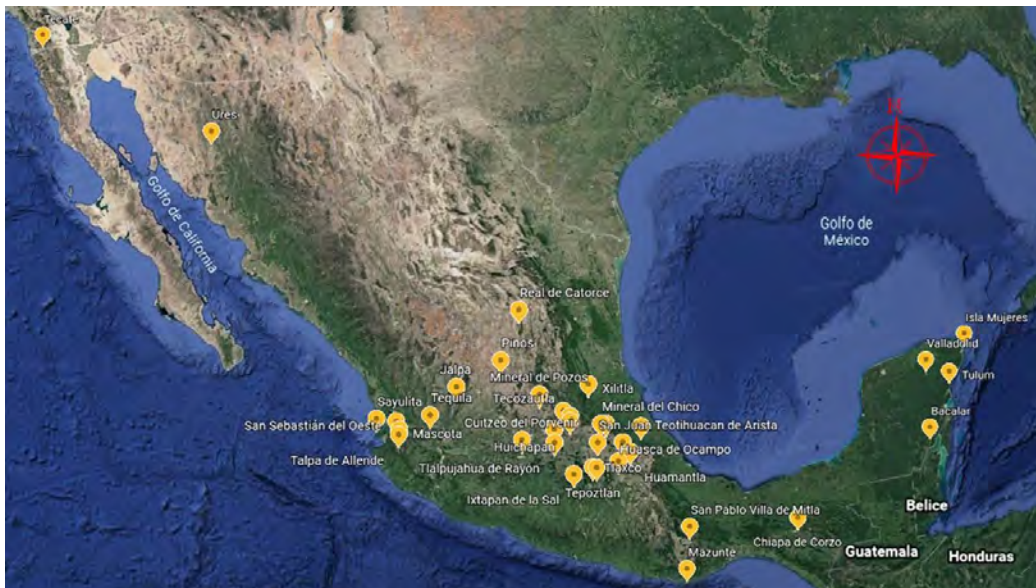 Tecate
N
Ures
Golfo de California
Golfo de
México
Real de Catorce
Isla Mujeres
Pinos
Valladolid
Jalpa
Mineral de Pozos
Tulum
Tequila
Tecozautla
Xilitla
Sayulita
Mineral del Chico
Bacalar
San Sebastián del Oeste
Mascota
Cuitzeo del Porvenir
San Juan Teotihuacan de Arista
Huichapan
Huasca de Ocampo
Talpa de Allende
Tlalpujahua de Rayón
Tlaxco
Huamantla
Ixtapan de la Sal
Tepoztlán
Belice
San Pablo Villa de Mitla
Chiapa de Corzo
Guatemala
Honduras
Mazunte